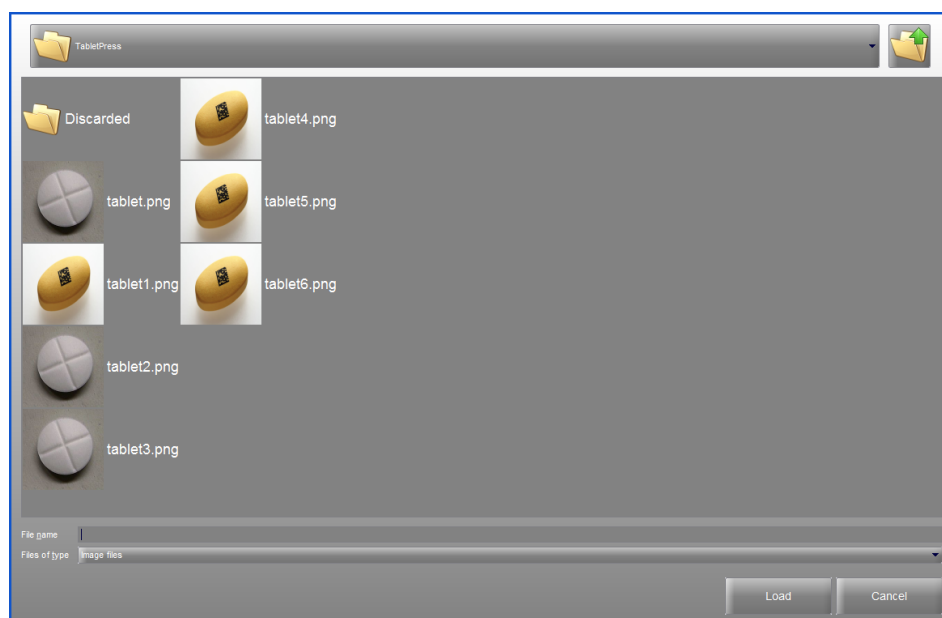 TabletPress
Discarded
tablet.png
tablet1.png
tablet2.png
tablet3.png
tablet4.png
tablet5.png
tablet6.png
File name
Files of type
Image files
Load
Cancel